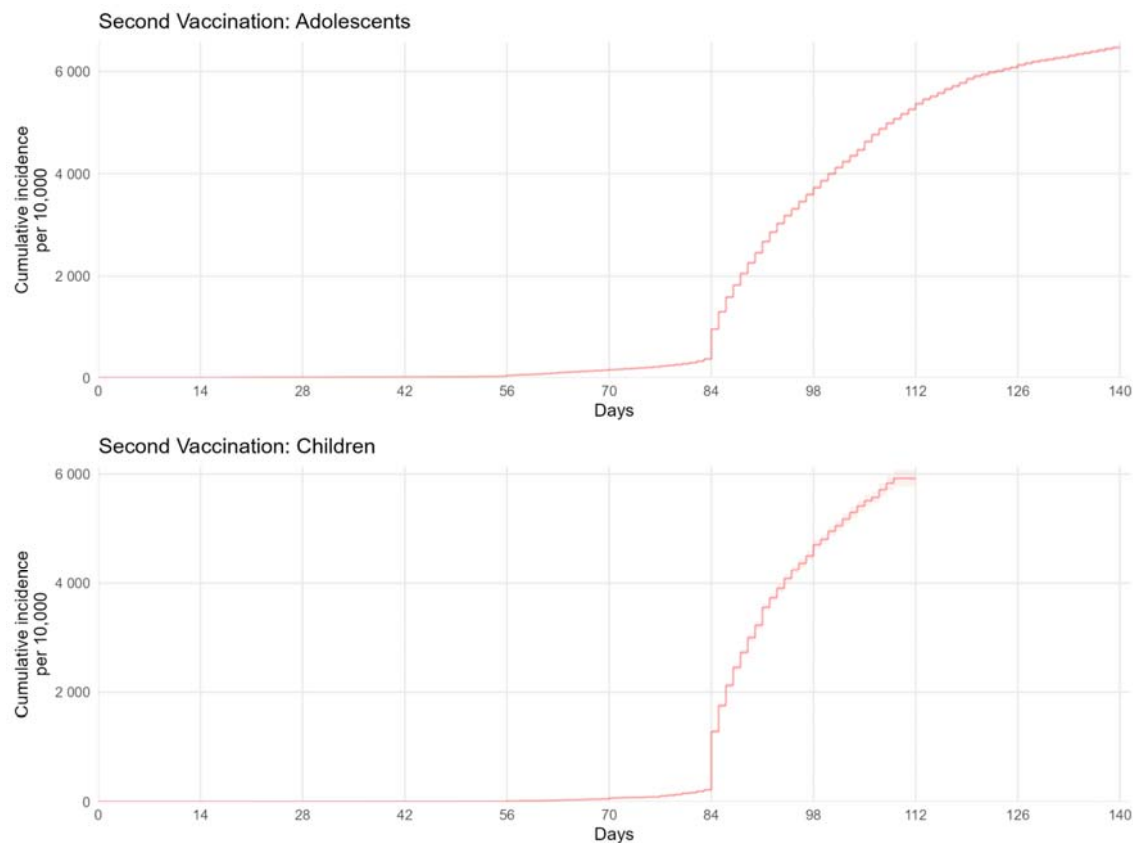 Second Vaccination: Adolescents
Cumulative incidence
per 10,000
6 000
4 000
2 000
0
0 14 28 42 56 70 84 98 112 126 140
Days
Second Vaccination: Children
Cumulative incidence
per 10,000
6 000
4 000
2 000
0
0 14 28 42 56 70 84 98 112 126 140
Days